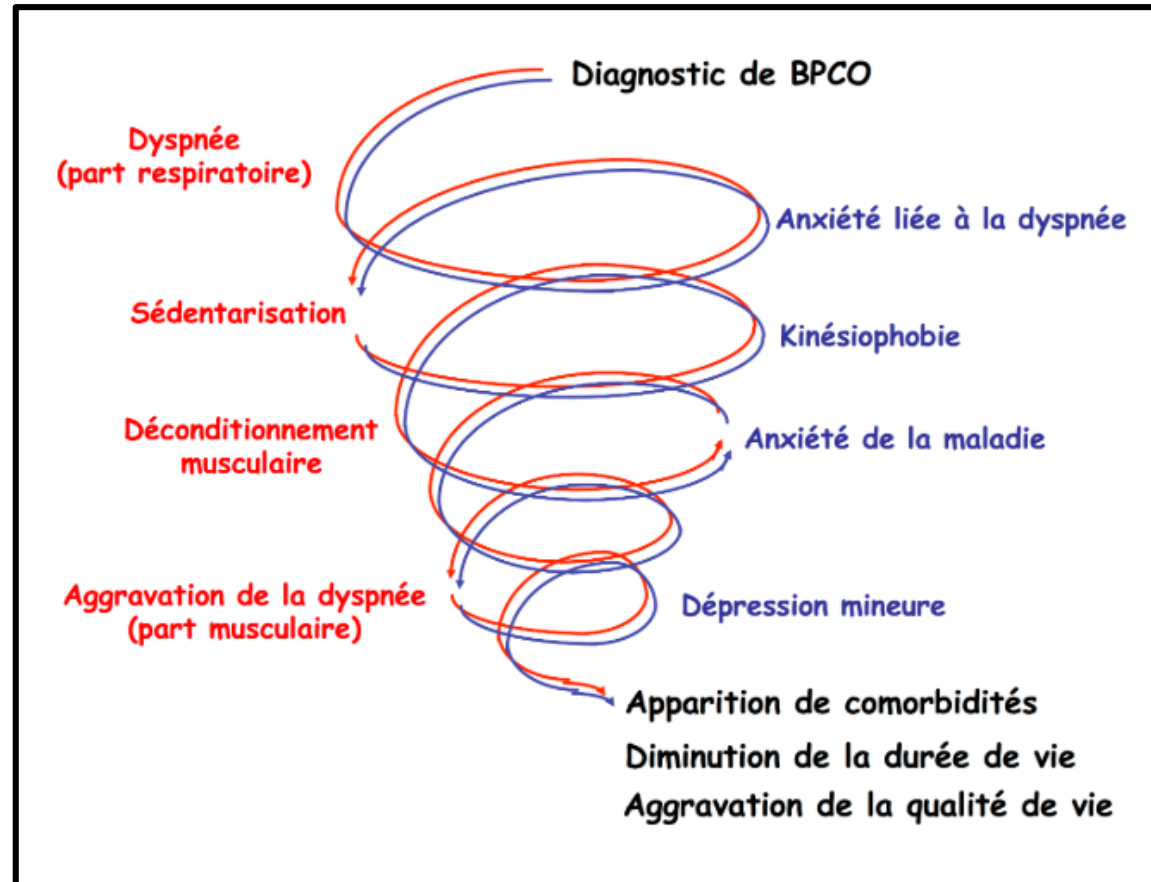 Diagnostic de BPCO
Dyspnée
(part respiratoire)
Anxiété liée à la dyspnée
Sédentarisation
Kinésiophobie
Déconditionnement
musculaire
Anxiété de la maladie
Aggravation de la dyspnée
(part musculaire)
Dépression mineure
Apparition de comorbidités
Diminution de la durée de vie
Aggravation de la qualité de vie